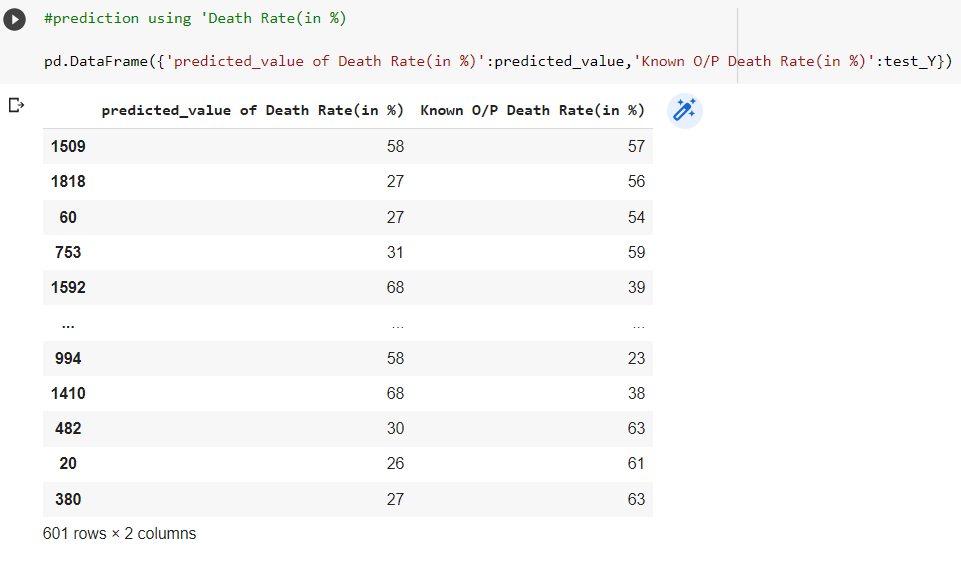 #prediction using 'Death Rate(in %)
pd.DataFrame({'predicted_value of Death Rate(in %)':predicted_value,'Known O/P Death Rate(in %)':test_Y})
predicted_value of Death Rate(in %) Known O/P Death Rate(in %)
1509 58 57
1818 27 56
60 27 54
753 31 59
1592 68 39
... ... ...
994 58 23
1410 68 38
482 30 63
20 26 61
380 27 63
601 rows × 2 columns